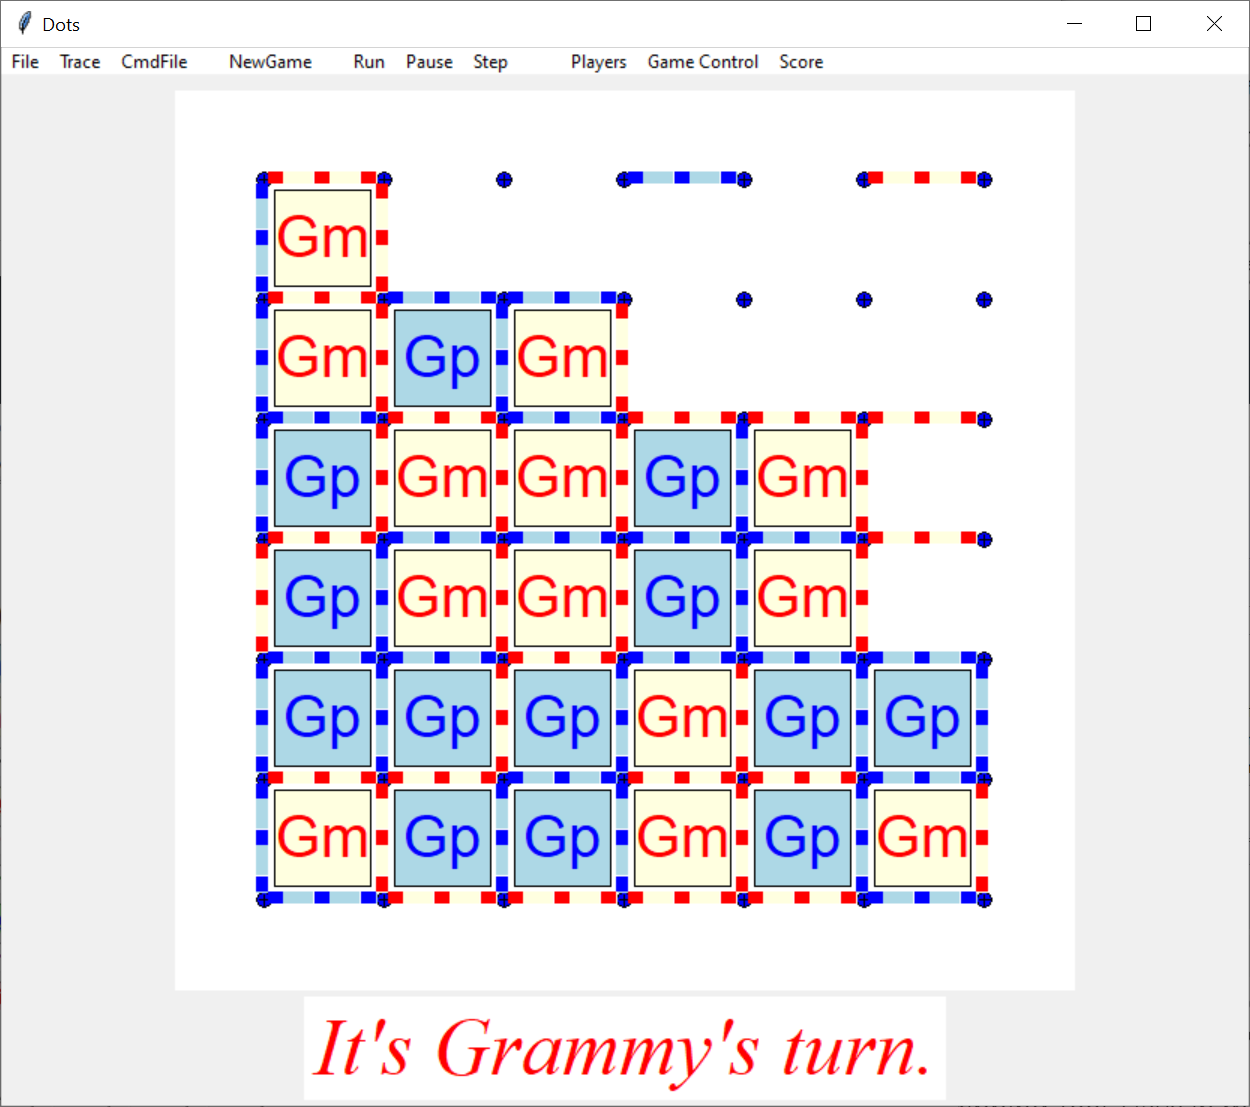 Dots
File Trace CmdFile NewGame Run Pause Step Players Game Control Score
Gm
Gm Gp Gm
Gp Gm Gm Gp Gm
Gp Gm Gm Gp Gm
Gp Gp Gp Gm Gp Gp
Gm Gp Gp Gm Gp Gm
It's Grammy's turn.